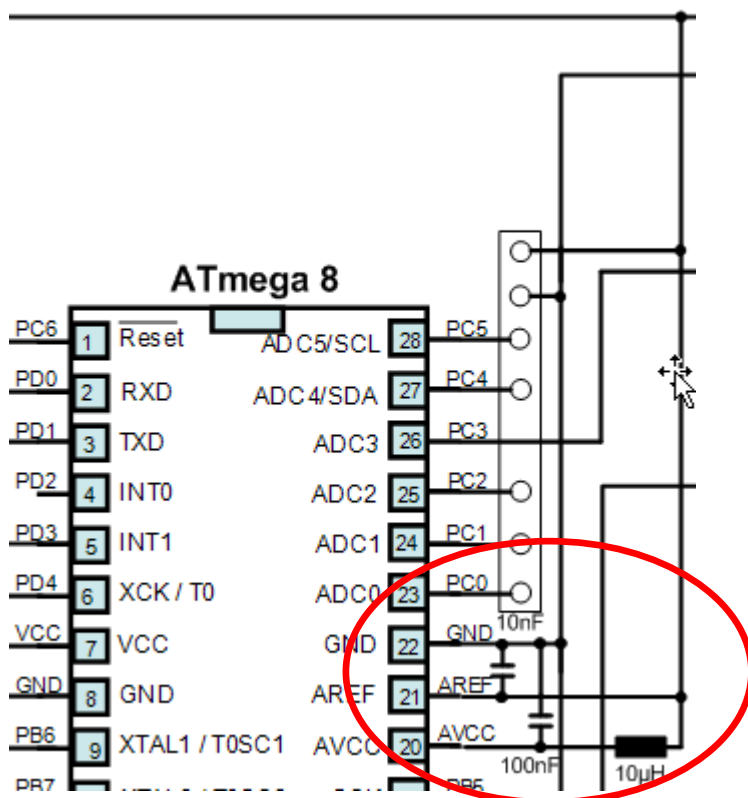 ATmega 8
PC6 1 Reset ADC5/SCL 28 PC5
PD0 2 RXD ADC4/SDA 27 PC4
PD1 3 TXD ADC3 26 PC3
PD2 4 INT0 ADC2 25 PC2
PD3 5 INT1 ADC1 24 PC1
PD4 6 XCK / T0 ADC0 23 PC0
10nF
VCC 7 VCC GND 22 GND
GND 8 GND AREF 21 AREF
PB6 9 XTAL1 / T0SC1 AVCC 20 AVCC
100nF 10µH
PB7 PB5